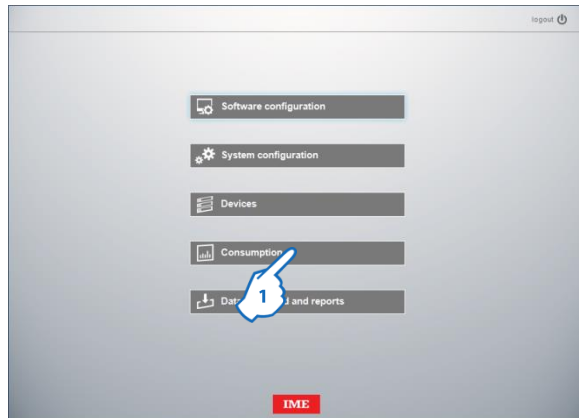 logout
Software configuration
System configuration
Devices
Consumption
1
Data d and reports
IME